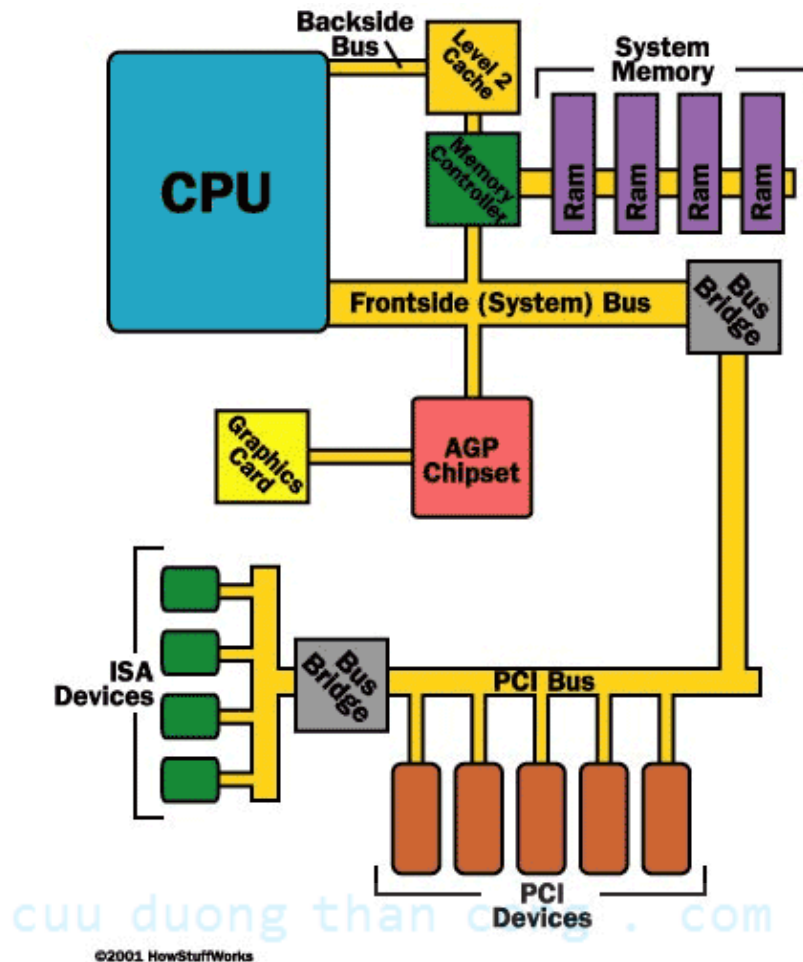 Backside
Bus
Level 2
Cache
System
Memory
CPU
Memory
Controller
Ram
Ram
Ram
Ram
Frontside (System) Bus
Bus
Bridge
Graphics
Card
AGP
Chipset
ISA
Devices
Bus
Bridge
PCI Bus
PCI
Devices
cuu duong than cong . com
©2001 HowStuffWorks